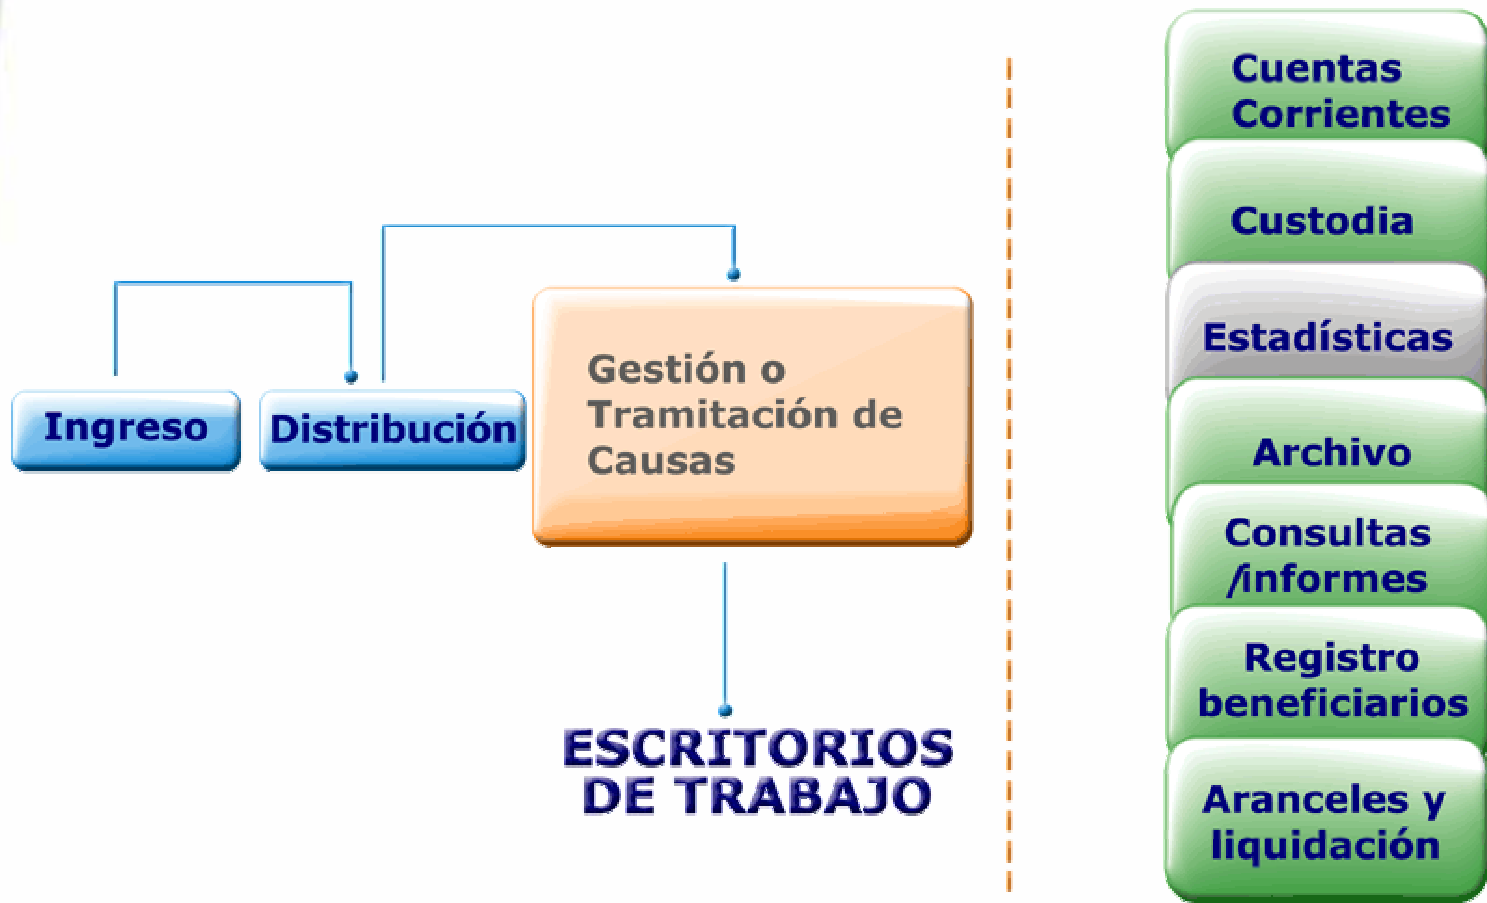 Ingreso
Distribución
Gestión o
Tramitación de
Causas
ESCRITORIOS
DE TRABAJO
Cuentas
Corrientes
Custodia
Estadísticas
Archivo
Consultas
/informes
Registro
beneficiarios
Aranceles y
liquidación